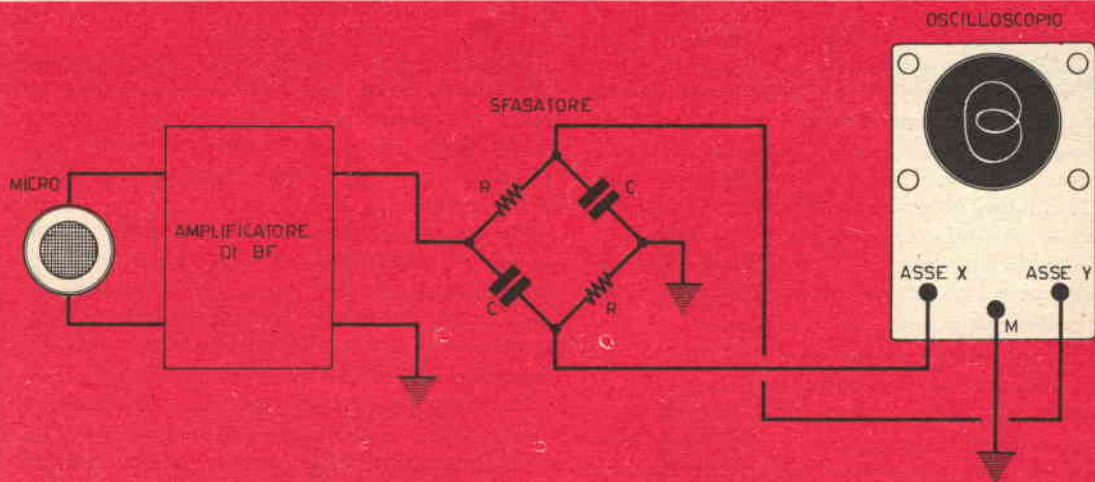 OSCILLOSCOPIO
SFASATORE
MICRO
R
C
AMPLIFICATORE
DI BF
C
R
ASSE X
ASSE Y
M